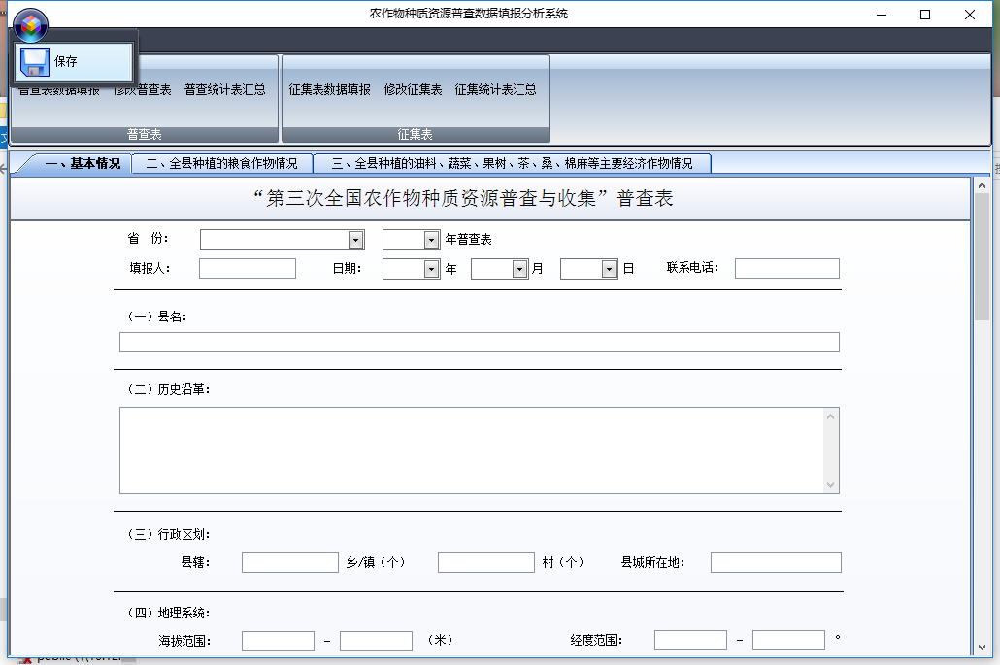 农作物种质资源普查数据填报分析系统
保存
普查表数据填报 修改普查表 普查统计表汇总 征集表数据填报 修改征集表 征集统计表汇总
普查表 征集表
一、基本情况 二、全县种植的粮食作物情况 三、全县种植的油料、蔬菜、果树、茶、桑、棉麻等主要经济作物情况
“第三次全国农作物种质资源普查与收集”普查表
省 份： 年普查表
填报人： 日期： 年 月 日 联系电话：
（一）县名：
（二）历史沿革：
（三）行政区划：
县辖： 乡/镇（个） 村（个） 县城所在地：
（四）地理系统：
海拔范围： － （米） 经度范围： － °